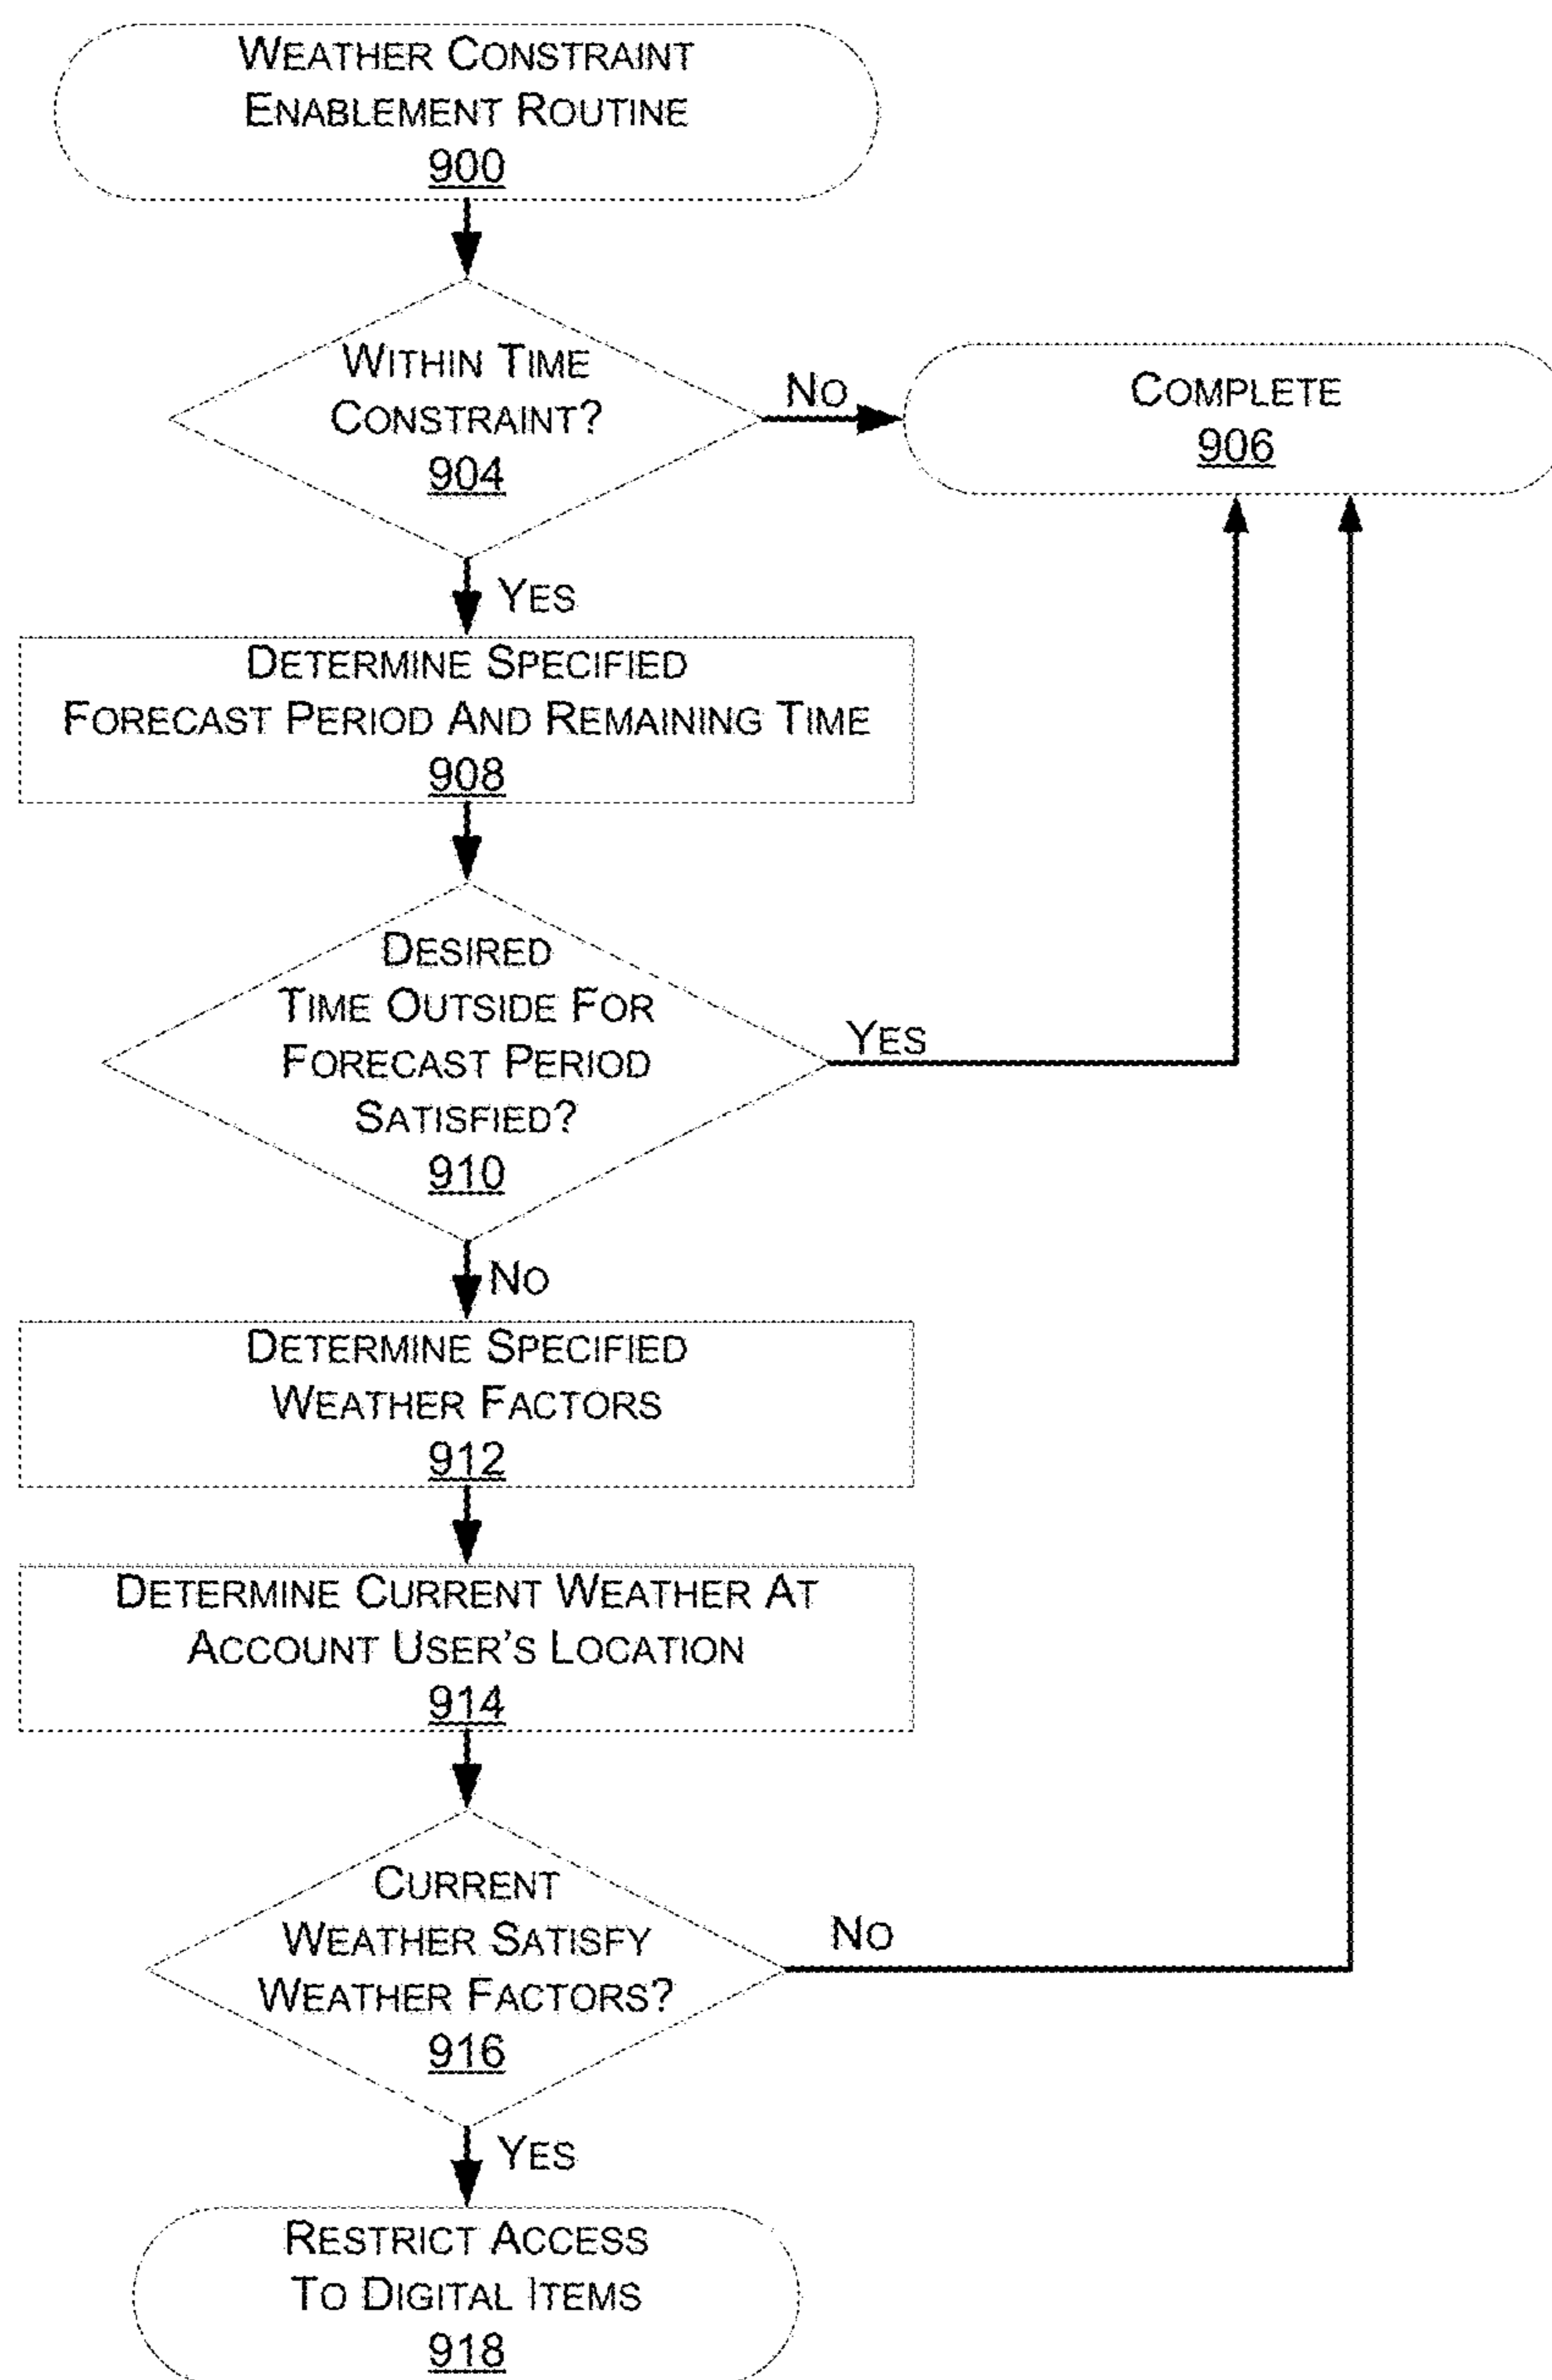 WEATHER CONSTRAINT
ENABLEMENT ROUTINE
900
WITHIN TIME
CONSTRAINT?
904
NO
COMPLETE
906
YES
DETERMINE SPECIFIED
FORECAST PERIOD AND REMAINING TIME
908
DESIRED
TIME OUTSIDE FOR
FORECAST PERIOD
SATISFIED?
910
YES
NO
DETERMINE SPECIFIED
WEATHER FACTORS
912
DETERMINE CURRENT WEATHER AT
ACCOUNT USER'S LOCATION
914
CURRENT
WEATHER SATISFY
WEATHER FACTORS?
916
NO
YES
RESTRICT ACCESS
TO DIGITAL ITEMS
918